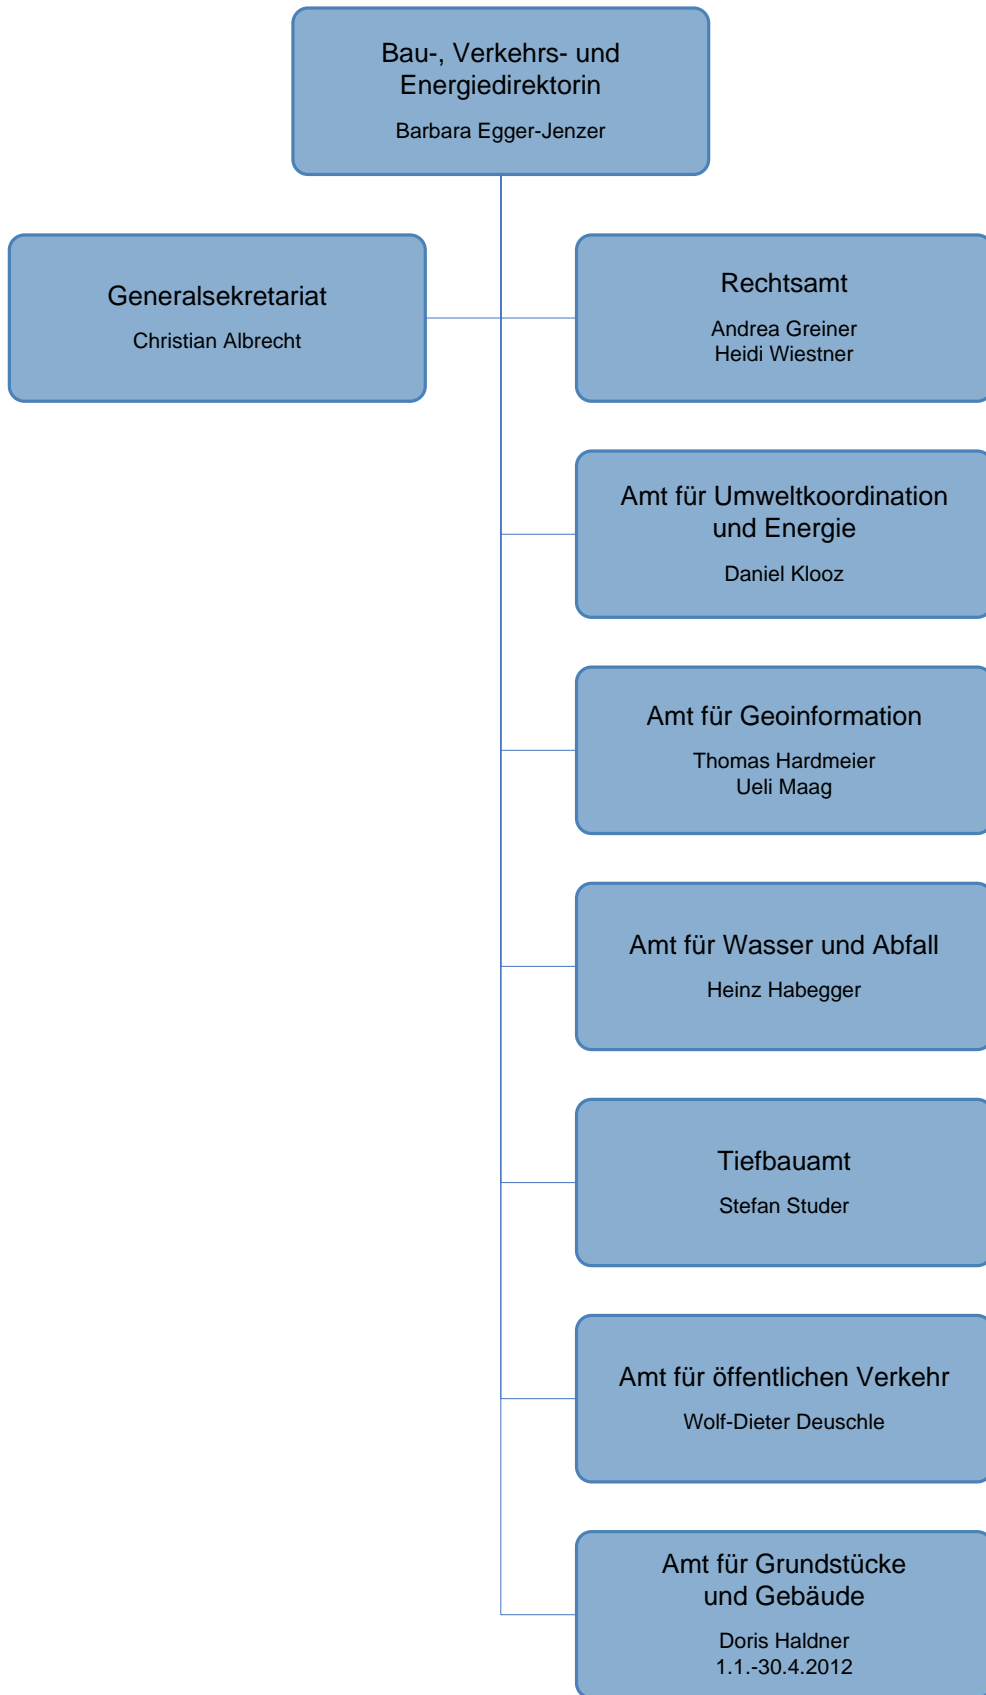 Bau-, Verkehrs- und
Energiedirektorin
Barbara Egger-Jenzer
Generalsekretariat
Christian Albrecht
Rechtsamt
Andrea Greiner
Heidi Wiestner
Amt für Umweltkoordination
und Energie
Daniel Klooz
Amt für Geoinformation
Thomas Hardmeier
Ueli Maag
Amt für Wasser und Abfall
Heinz Habegger
Tiefbauamt
Stefan Studer
Amt für öffentlichen Verkehr
Wolf-Dieter Deuschle
Amt für Grundstücke
und Gebäude
Doris Haldner
1.1.-30.4.2012